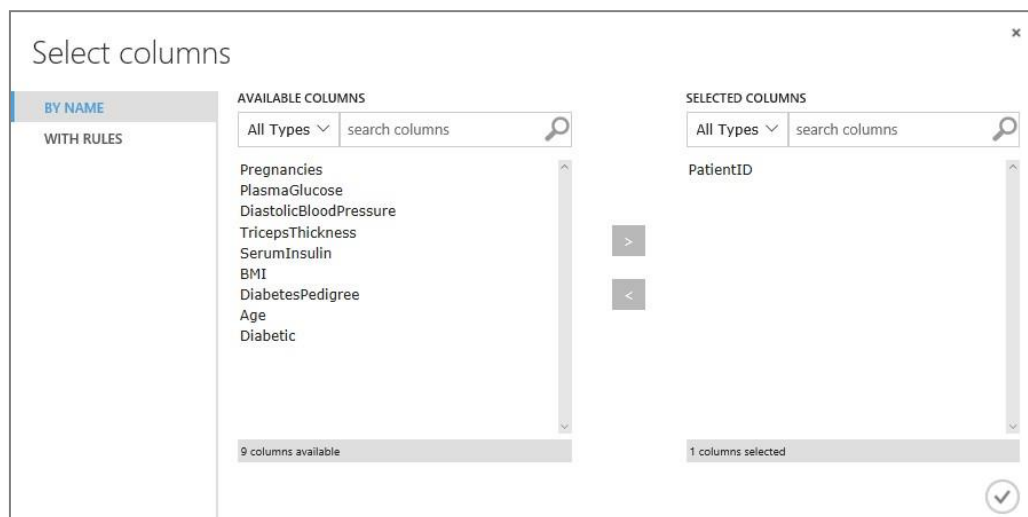 Select columns
BY NAME
WITH RULES
AVAILABLE COLUMNS
All Types search columns
Pregnancies
PlasmaGlucose
DiastolicBloodPressure
TricepsThickness
SerumInsulin
BMI
DiabetesPedigree
Age
Diabetic
9 columns available
SELECTED COLUMNS
All Types search columns
PatientID
1 columns selected